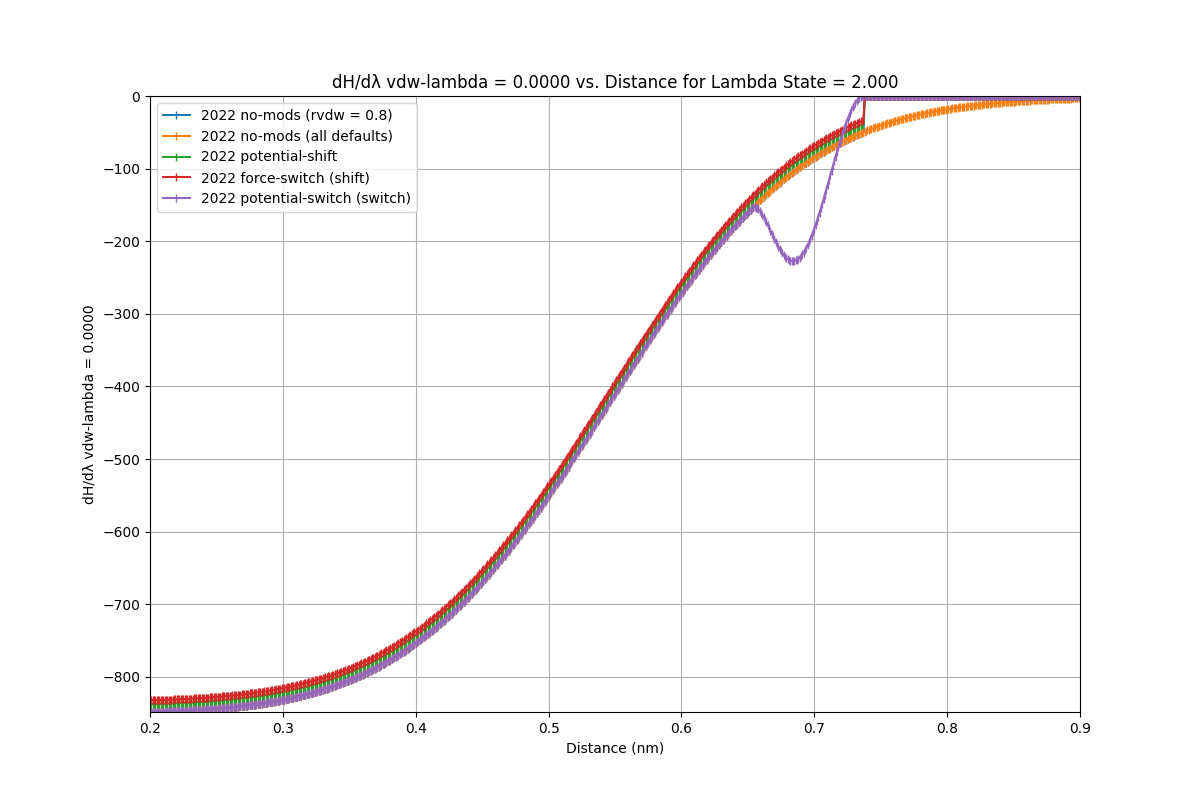 dH/dλ vdw-lambda = 0.0000 vs. Distance for Lambda State = 2.000
2022 no-mods (rvdw = 0.8)
2022 no-mods (all defaults)
2022 potential-shift
2022 force-switch (shift)
2022 potential-switch (switch)
dH/dλ vdw-lambda = 0.0000
0
−100
−200
−300
−400
−500
−600
−700
−800
0.2 0.3 0.4 0.5 0.6 0.7 0.8 0.9
Distance (nm)